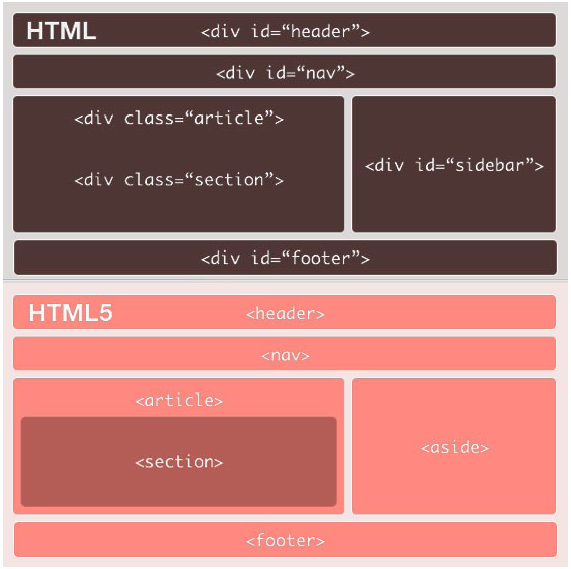 HTML <div id=“header”>
<div id=“nav”>
<div class=“article”>
<div class=“section”>
<div id=“sidebar”>
<div id=“footer”>
HTML5 <header>
<nav>
<article>
<section>
<aside>
<footer>